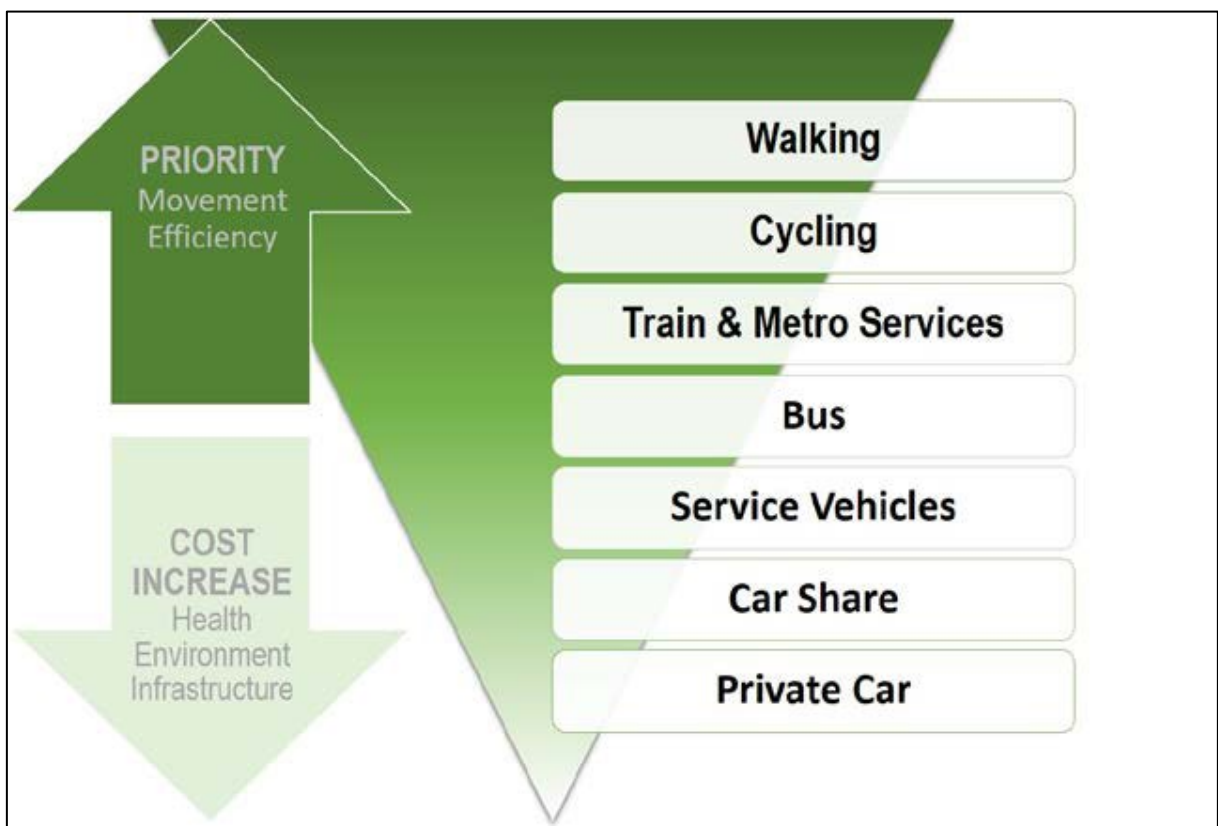 PRIORITY
Movement
Efficiency
COST
INCREASE
Health
Environment
Infrastructure
Walking
Cycling
Train & Metro Services
Bus
Service Vehicles
Car Share
Private Car